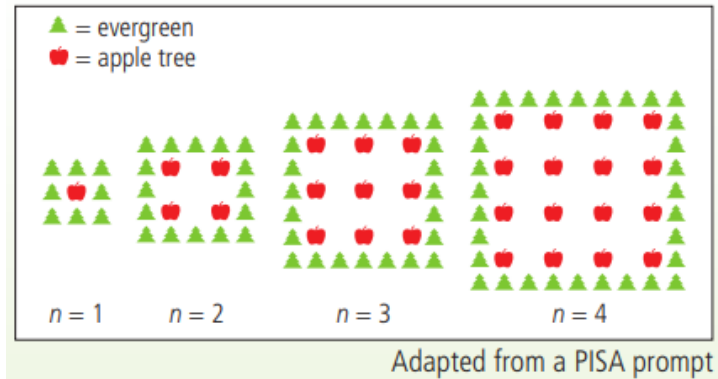 = evergreen
= apple tree
n = 1 n = 2 n = 3 n = 4
Adapted from a PISA prompt